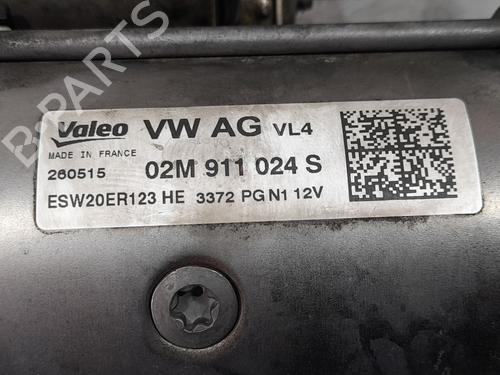 Valeo VW AG VL4
MADE IN FRANCE
260515 02M 911 024 S
ESW20ER123 HE 3372 PG N1 12V
B-PARTS